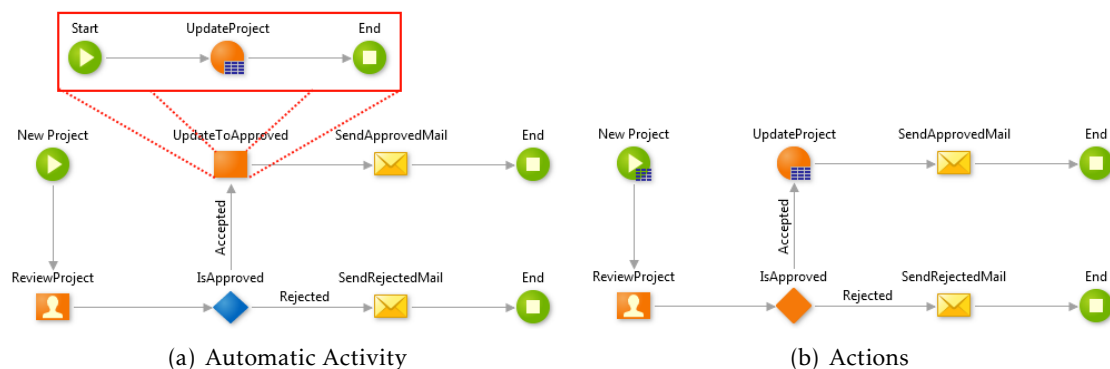 Start UpdateProject End
New Project UpdateToApproved SendApprovedMail End
Accepted
ReviewProject IsApproved SendRejectedMail End
Rejected
(a) Automatic Activity
New Project UpdateProject SendApprovedMail End
Accepted
ReviewProject IsApproved SendRejectedMail End
Rejected
(b) Actions